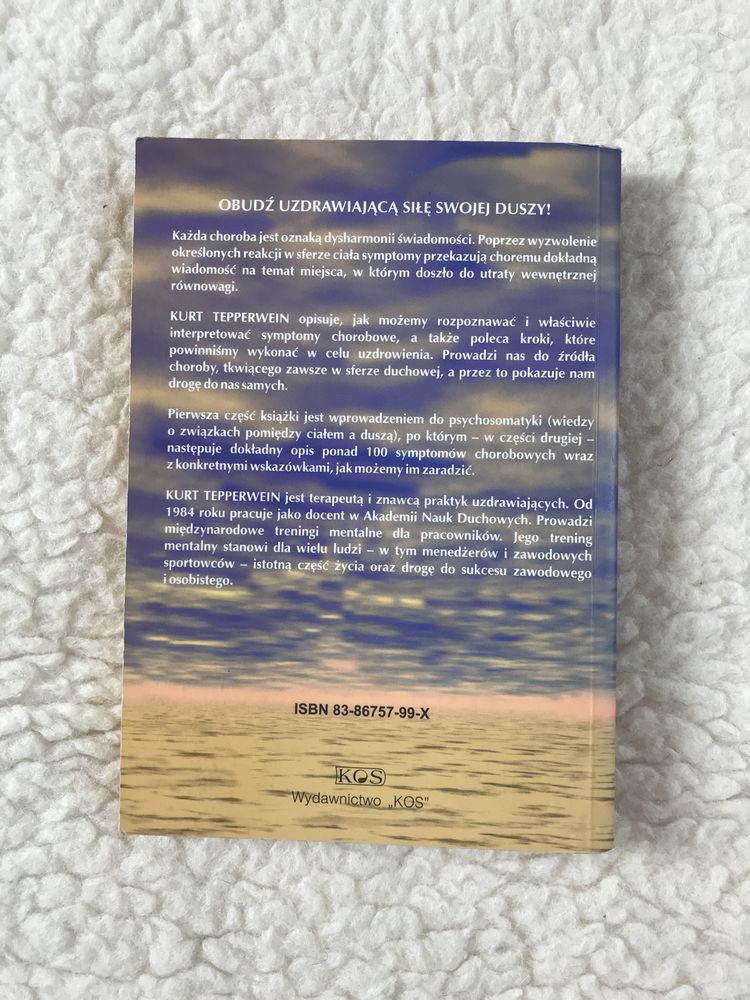 OBUDŹ UZDRAWIAJĄCĄ SIŁĘ SWOJEJ DUSZY!
Każda choroba jest oznaką dysharmonii świadomości. Poprzez wyzwolenie
określonych reakcji w sferze ciała symptomy przekazują choremu dokładną
wiadomość na temat miejsca, w którym doszło do utraty wewnętrznej
równowagi.
KURT TEPPERWEIN opisuje, jak możemy rozpoznawać i właściwie
interpretować symptomy chorobowe, a także poleca kroki, które
powinniśmy wykonać w celu uzdrowienia. Prowadzi nas do źródła
choroby, tkwiącego zawsze w sferze duchowej, a przez to pokazuje nam
drogę do nas samych.
Pierwsza część książki jest wprowadzeniem do psychosomatyki (wiedzy
o związkach pomiędzy ciałem a duszą), po którym – w części drugiej –
następuje dokładny opis ponad 100 symptomów chorobowych wraz
z konkretnymi wskazówkami, jak możemy im zaradzić.
KURT TEPPERWEIN jest terapeutą i znawcą praktyk uzdrawiających. Od
1984 roku pracuje jako docent w Akademii Nauk Duchowych. Prowadzi
międzynarodowe treningi mentalne dla pracowników. Jego trening
mentalny stanowi dla wielu ludzi – w tym menedżerów i zawodowych
sportowców – istotną część życia oraz drogę do sukcesu zawodowego
i osobistego.
ISBN 83-86757-99-X
KOS
Wydawnictwo „KOS"